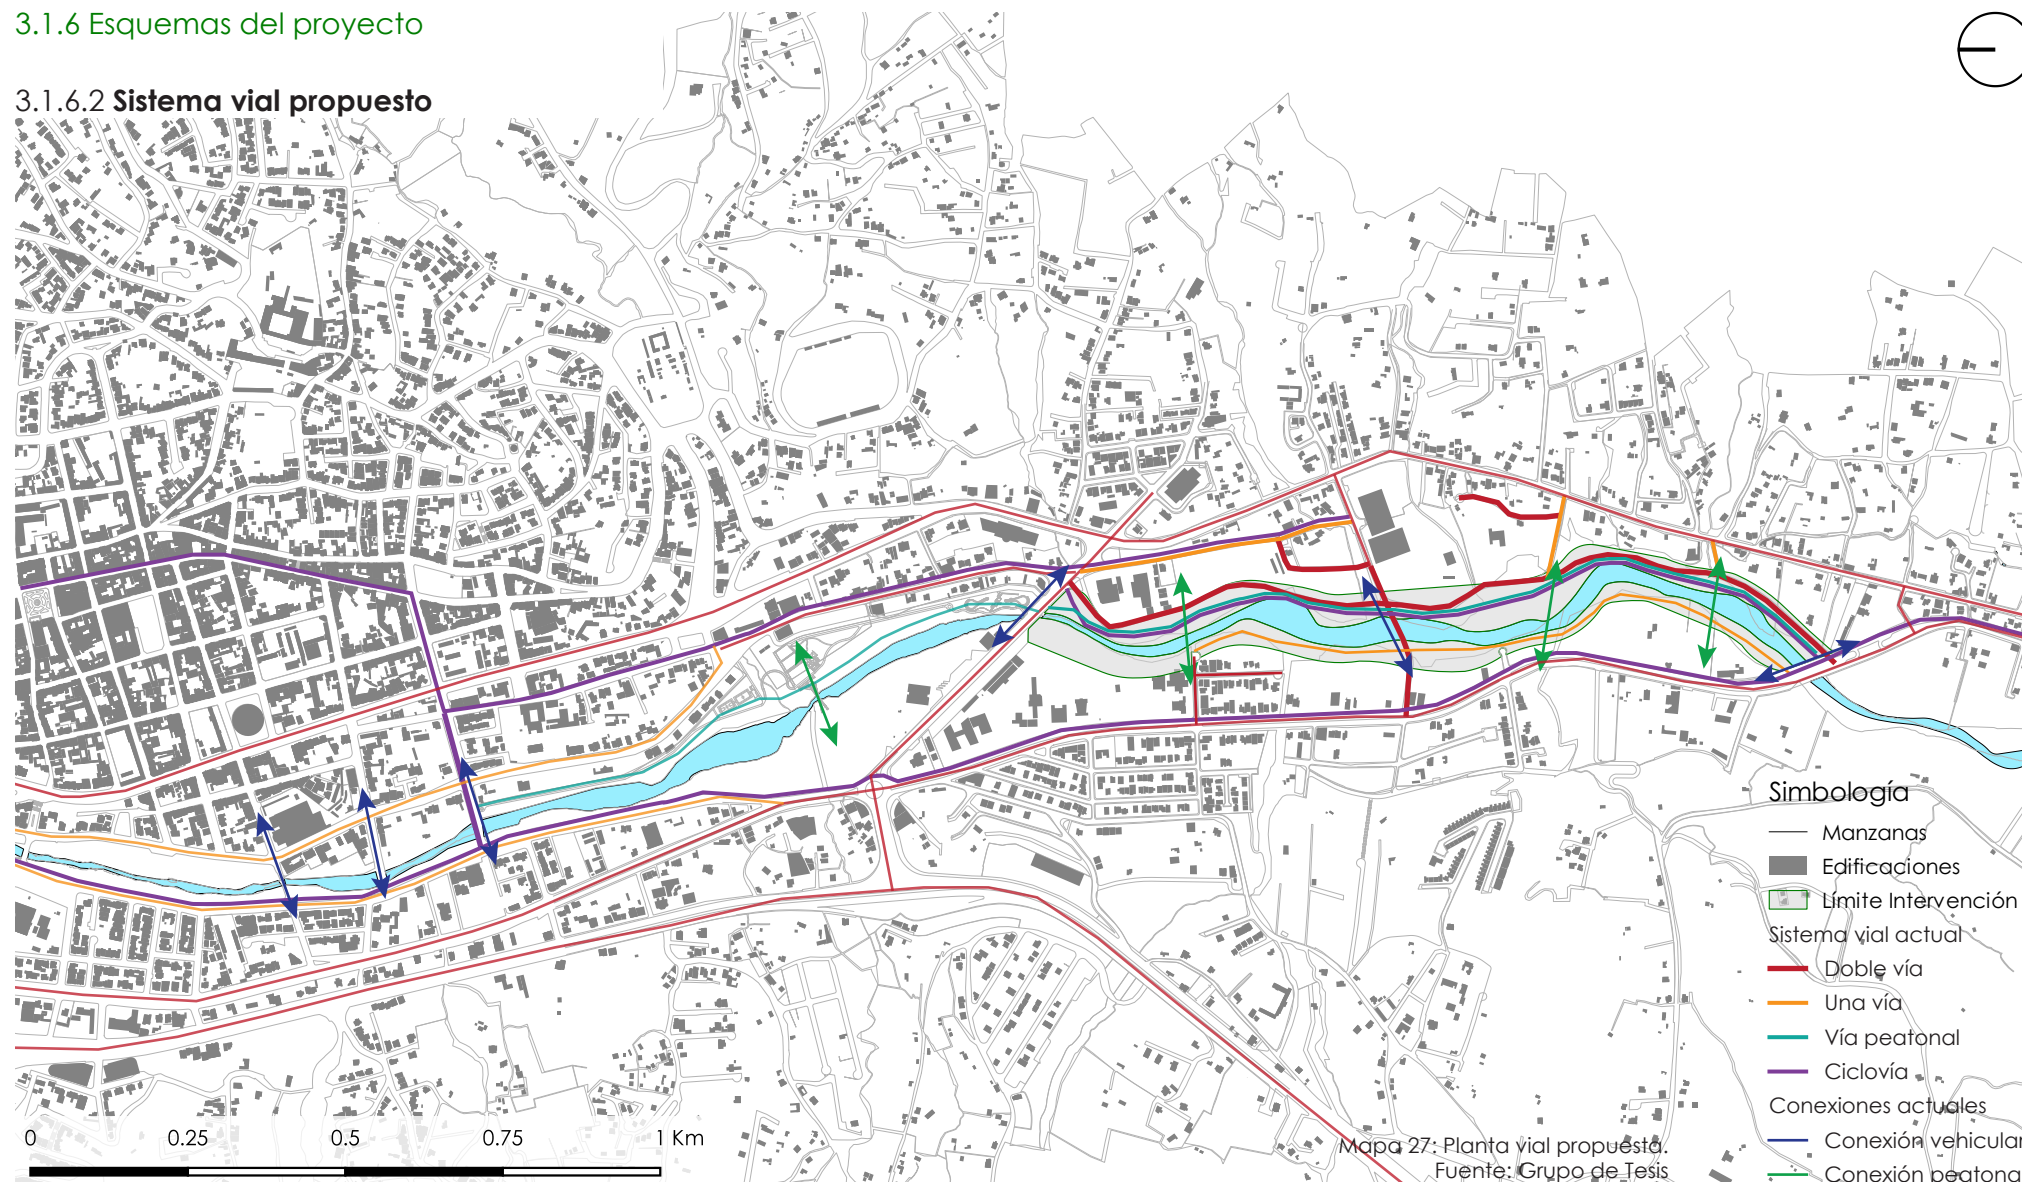 3.1.6 Esquemas del proyecto
3.1.6.2 Sistema vial propuesto
Simbología
Manzanas
Edificaciones
Límite Intervención
Sistema vial actual
Doble vía
Una vía
Vía peatonal
Ciclovía
Conexiones actuales
Conexión vehicular
Conexión peatonal
0 0.25 0.5 0.75 1 Km
Mapa 27: Planta vial propuesta.
Fuente: Grupo de Tesis